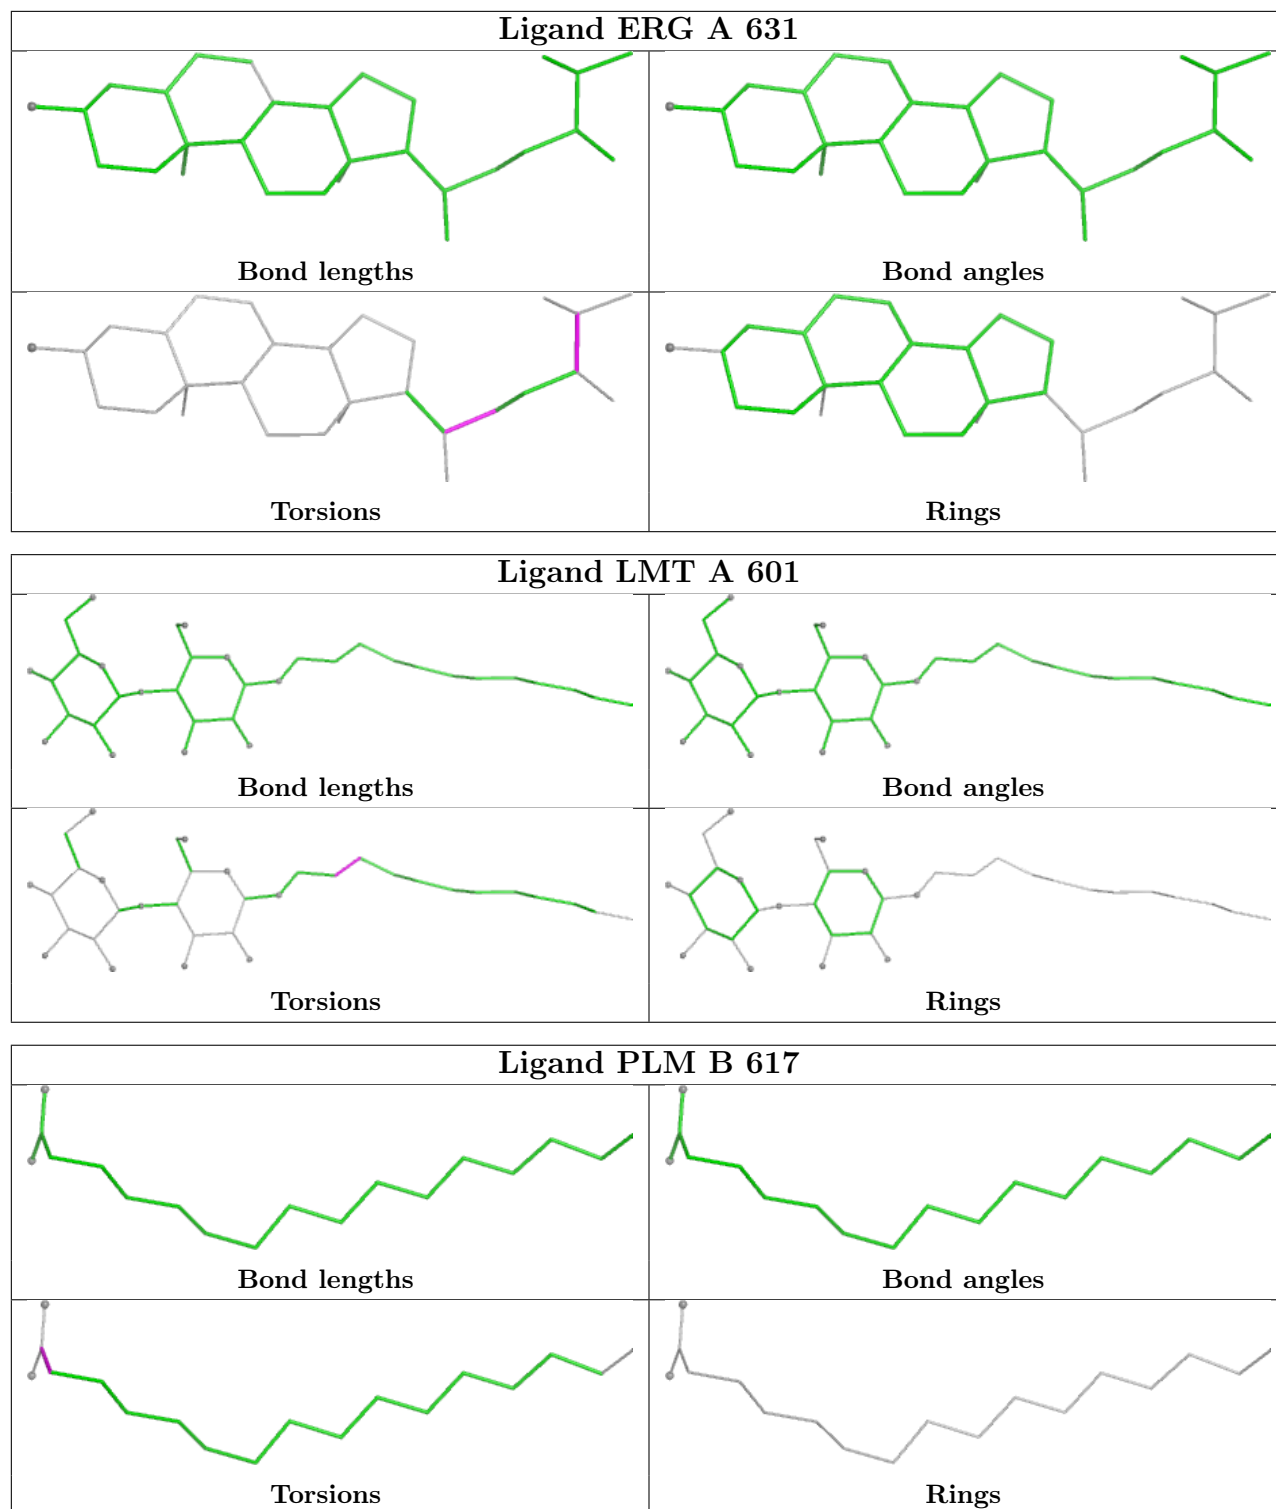 Ligand ERG A 631
Bond lengths
Bond angles
Torsions
Rings
Ligand LMT A 601
Bond lengths
Bond angles
Torsions
Rings
Ligand PLM B 617
Bond lengths
Bond angles
Torsions
Rings